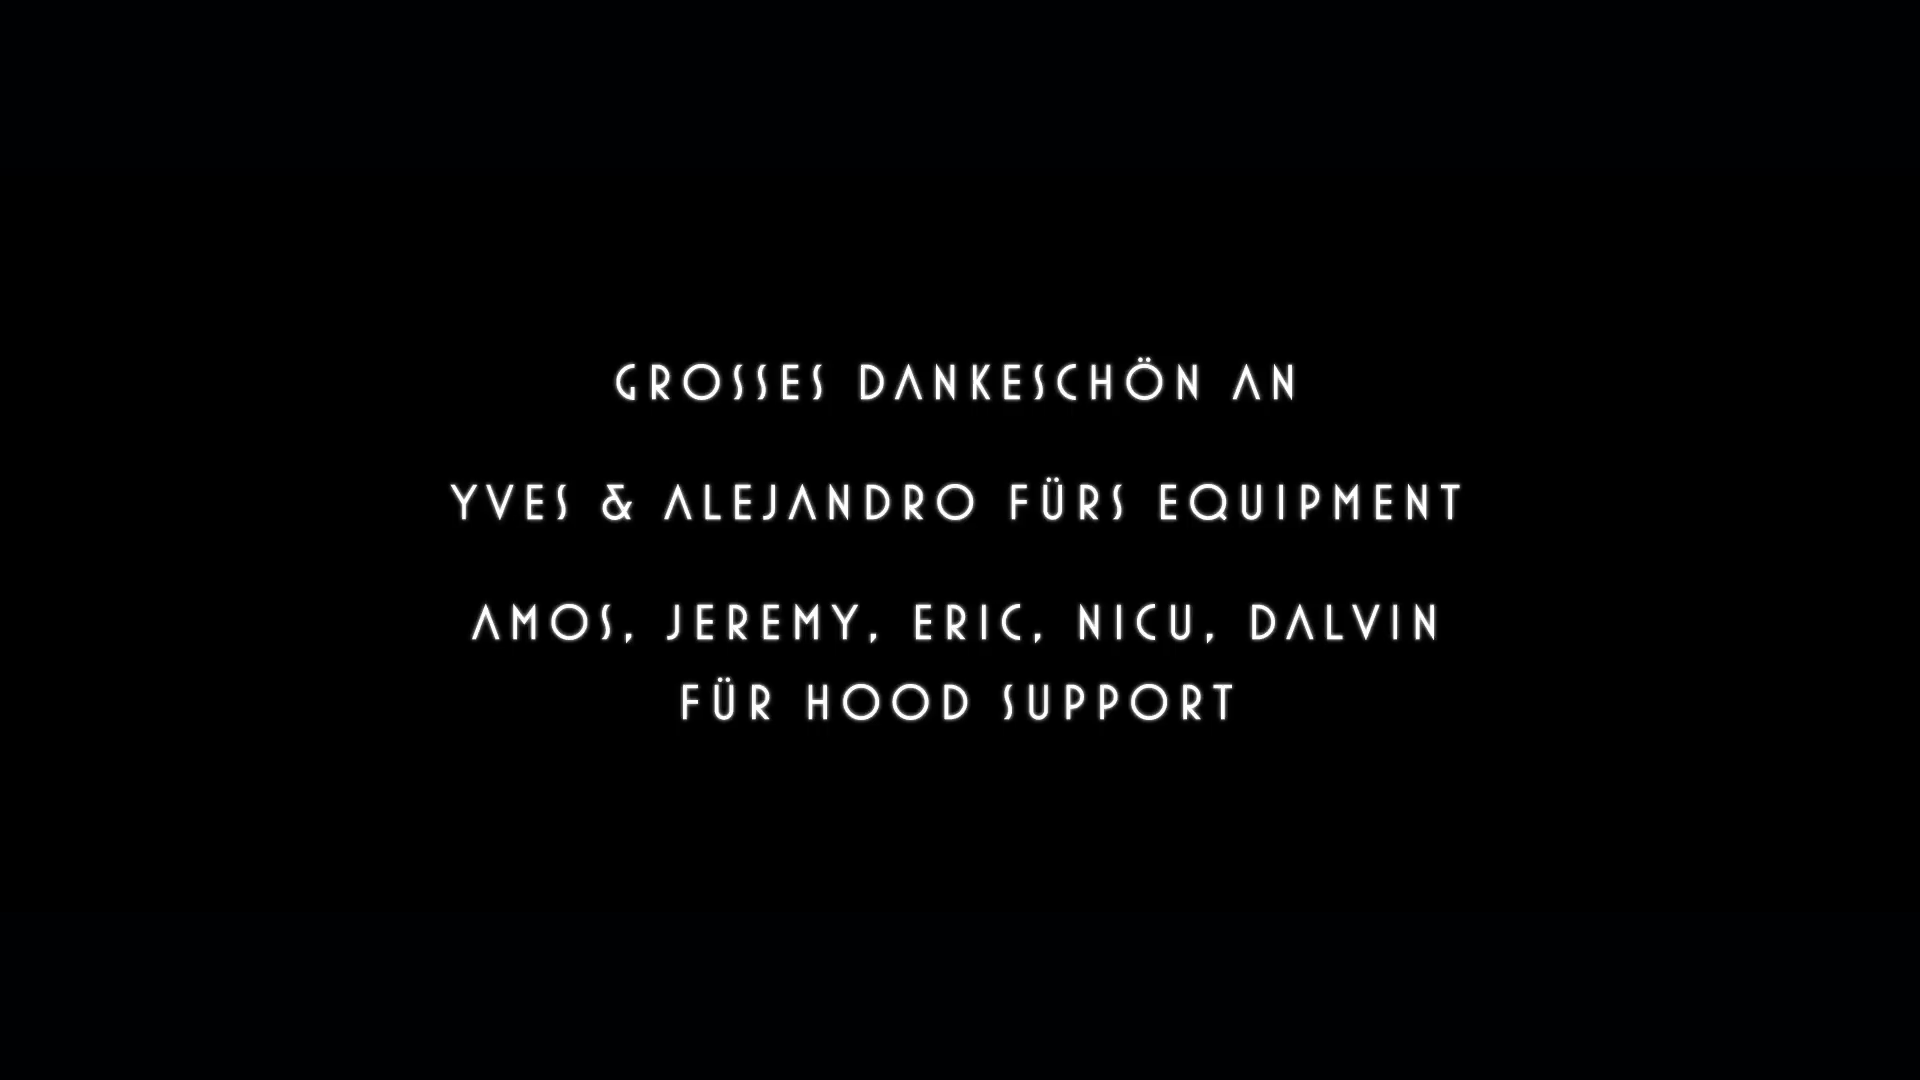 GROSSES DANKESCHÖN AN
YVES & ALEJANDRO FÜRS EQUIPMENT
AMOS, JEREMY, ERIC, NICU, DALVIN
FÜR HOOD SUPPORT